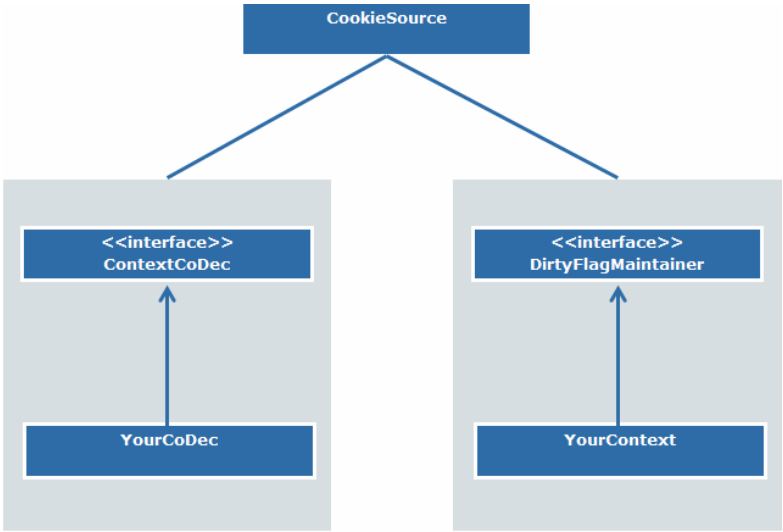 CookieSource
<<interface>>
ContextCoDec
<<interface>>
DirtyFlagMaintainer
YourCoDec
YourContext